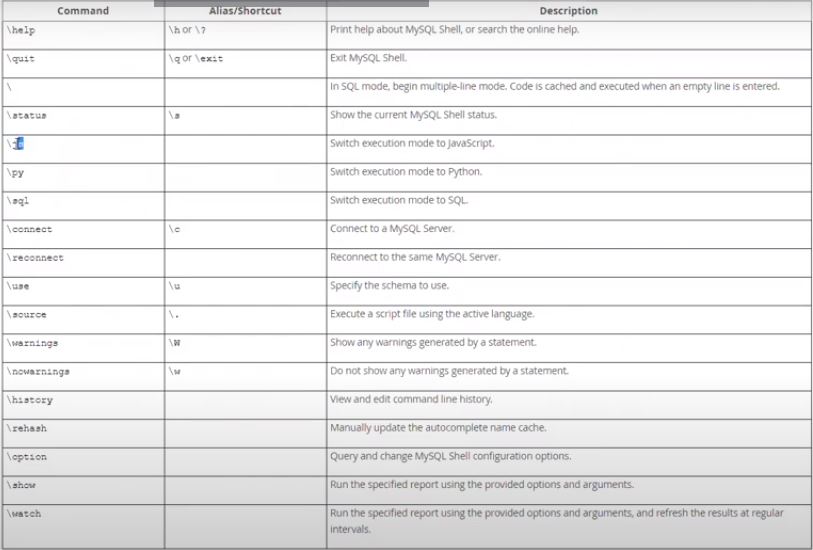 Command Alias/Shortcut Description
\help \h or \? Print help about MySQL Shell, or search the online help.
\quit \q or \exit Exit MySQL Shell.
\ In SQL mode, begin multiple-line mode. Code is cached and executed when an empty line is entered.
\status \s Show the current MySQL Shell status.
Switch execution mode to JavaScript.
\py Switch execution mode to Python.
\sql Switch execution mode to SQL.
\connect \c Connect to a MySQL Server.
\reconnect Reconnect to the same MySQL Server.
\use \u Specify the schema to use.
\source \. Execute a script file using the active language.
\warnings \W Show any warnings generated by a statement.
\nowarnings \w Do not show any warnings generated by a statement.
\history View and edit command line history.
\rehash Manually update the autocomplete name cache.
\option Query and change MySQL Shell configuration options.
\show Run the specified report using the provided options and arguments.
\watch Run the specified report using the provided options and arguments, and refresh the results at regular
intervals.